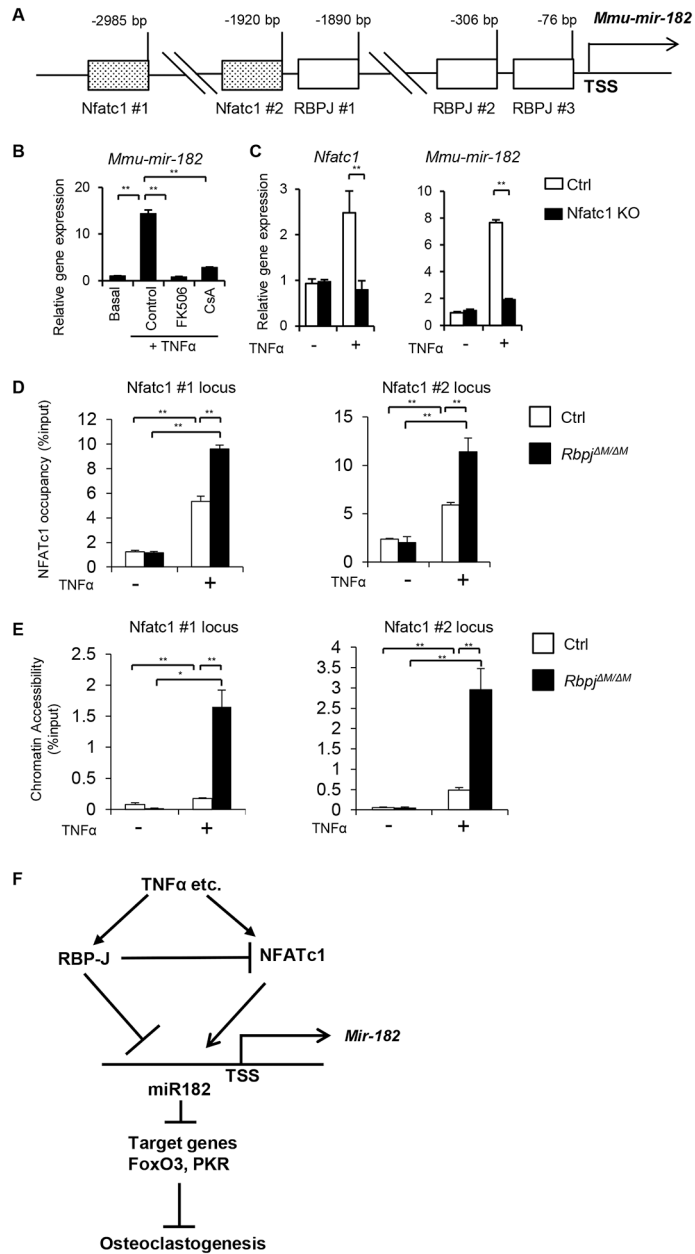 A
-2985 bp -1920 bp -1890 bp -306 bp -76 bp Mmu-mir-182
TSS
Nfatc1 #1 Nfatc1 #2 RBPJ #1 RBPJ #2 RBPJ #3
B
Mmu-mir-182
**
** **
Relative gene expression
20
10
0
Basal
Control
FK506
CsA
+ TNFα
C
Nfatc1
**
Relative gene expression
3
2
1
0
TNFα - +
Mmu-mir-182
**
10
8
6
4
2
0
TNFα - +
Ctrl
Nfatc1 KO
D
Nfatc1 #1 locus
** **
**
NFATc1 occupancy (%input)
12
10
8
6
4
2
0
TNFα - +
Nfatc1 #2 locus
** **
**
15
10
5
0
TNFα - +
Ctrl
RbpjΔM/ΔM
E
Nfatc1 #1 locus
** **
*
Chromatin Accessibility
(%input)
2.5
2
1.5
1
0.5
0
TNFα - +
Nfatc1 #2 locus
** **
**
4
3.5
3
2.5
2
1.5
1
0.5
0
TNFα - +
Ctrl
RbpjΔM/ΔM
F
TNFα etc.
RBP-J NFATc1
Mir-182
TSS
miR182
Target genes
FoxO3, PKR
Osteoclastogenesis